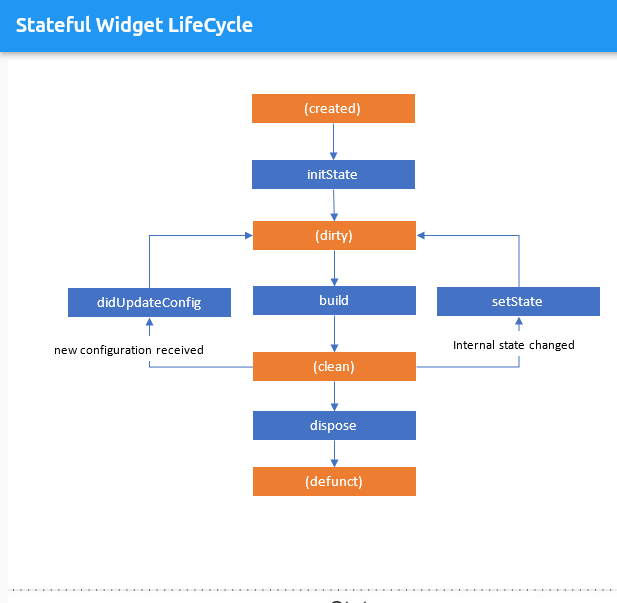 Stateful Widget LifeCycle
(created)
initState
(dirty)
didUpdateConfig
build
setState
new configuration received
Internal state changed
(clean)
dispose
(defunct)